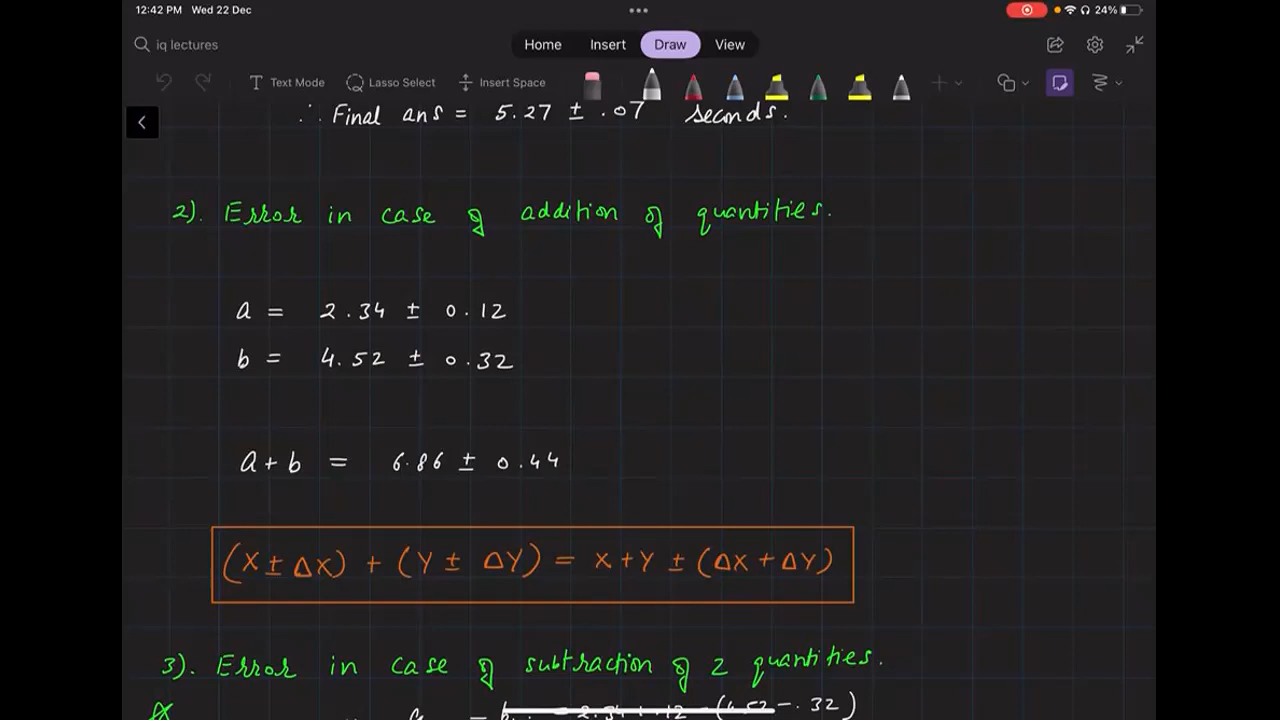 12:42 PM Wed 22 Dec
24%
iq lectures
Home Insert Draw View
Text Mode Lasso Select Insert Space
∴ Final ans = 5.27 ± .07 seconds.
2). Error in case of addition of quantities.
a = 2.34 ± 0.12
b = 4.52 ± 0.32
a + b = 6.86 ± 0.44
(X ± ΔX) + (Y ± ΔY) = X + Y ± (ΔX + ΔY)
3). Error in case of subtraction of 2 quantities.